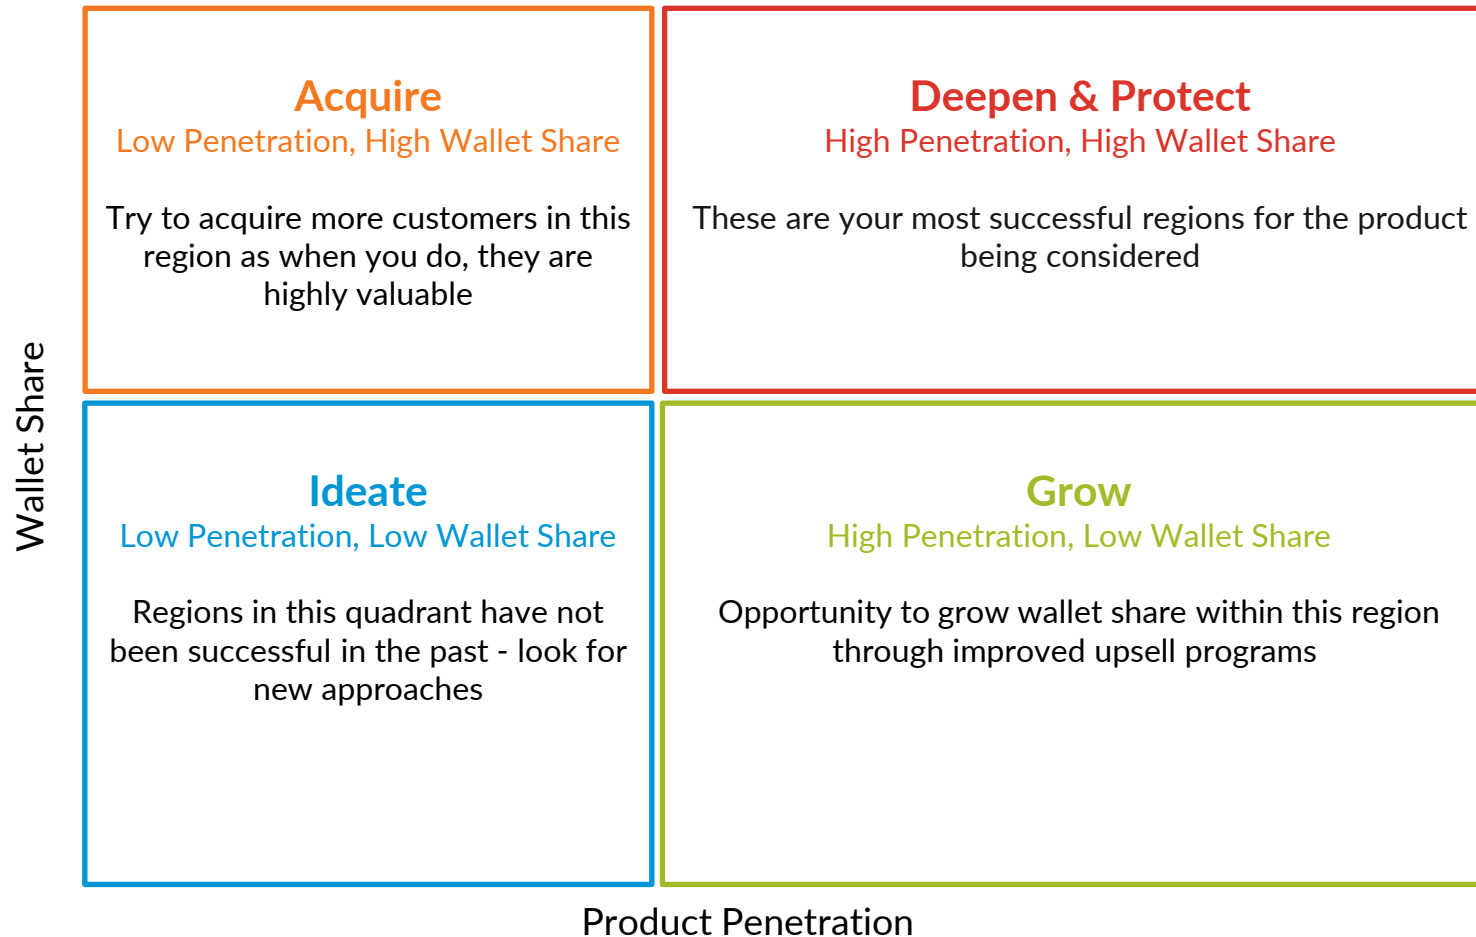 Acquire
Low Penetration, High Wallet Share
Try to acquire more customers in this
region as when you do, they are
highly valuable
Deepen & Protect
High Penetration, High Wallet Share
These are your most successful regions for the product
being considered
Wallet Share
Ideate
Low Penetration, Low Wallet Share
Regions in this quadrant have not
been successful in the past - look for
new approaches
Grow
High Penetration, Low Wallet Share
Opportunity to grow wallet share within this region
through improved upsell programs
Product Penetration